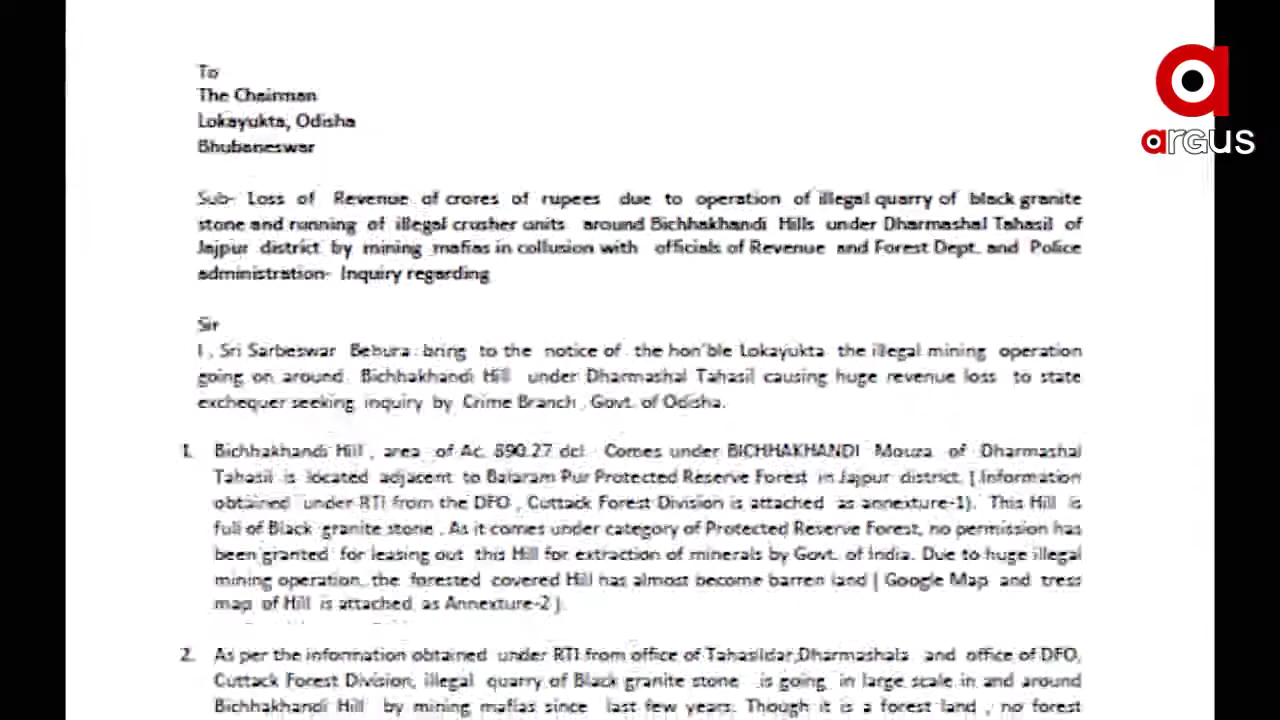 To
The Chairman
Lokayukta, Odisha
Bhubaneswar
Sub- Loss of Revenue of crores of rupees due to operation of illegal quarry of black granite
stone and running of illegal crusher units around Bichhakhandi Hills under Dharmashal Tahasil of
Jajpur district by mining mafias in collusion with officials of Revenue and Forest Dept. and Police
administration- Inquiry regarding
Sir
I , Sri Sarbeswar Behura bring to the notice of the hon'ble Lokayukta the illegal mining operation
going on around Bichhakhandi Hill under Dharmashal Tahasil causing huge revenue loss to state
exchequer seeking inquiry by Crime Branch , Govt. of Odisha.
1. Bichhakhandi Hill , area of Ac. 890.27 dcl Comes under BICHHAKHANDI Mouza of Dharmashal
Tahasil is located adjacent to Balaram Pur Protected Reserve Forest in Jajpur district. [ Information
obtained under RTI from the DFO , Cuttack Forest Division is attached as annexture-1). This Hill is
full of Black granite stone . As it comes under category of Protected Reserve Forest, no permission has
been granted for leasing out this Hill for extraction of minerals by Govt. of India. Due to huge illegal
mining operation, the forested covered Hill has almost become barren land ( Google Map and tress
map of Hill is attached as Annexture-2 ).
2. As per the information obtained under RTI from office of Tahasildar,Dharmashala and office of DFO,
Cuttack Forest Division, illegal quarry of Black granite stone is going in large scale in and around
Bichhakhandi Hill by mining mafias since last few years. Though it is a forest land , no forest
argus